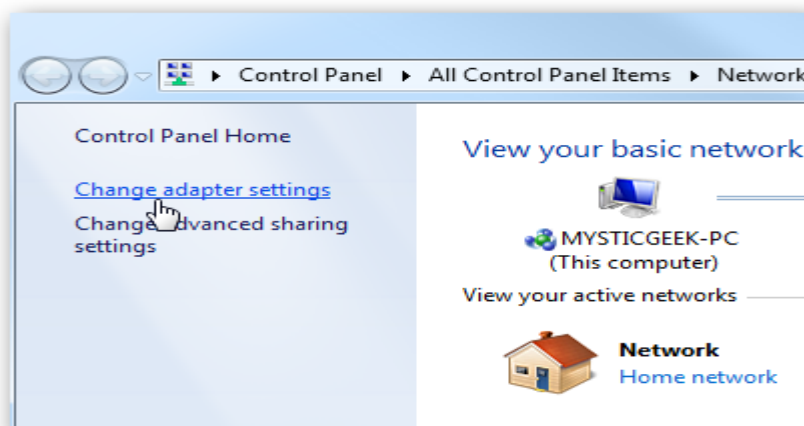 Control Panel ▸ All Control Panel Items ▸ Network
Control Panel Home
Change adapter settings
Change advanced sharing
settings
View your basic network
MYSTICGEEK-PC
(This computer)
View your active networks
Network
Home network